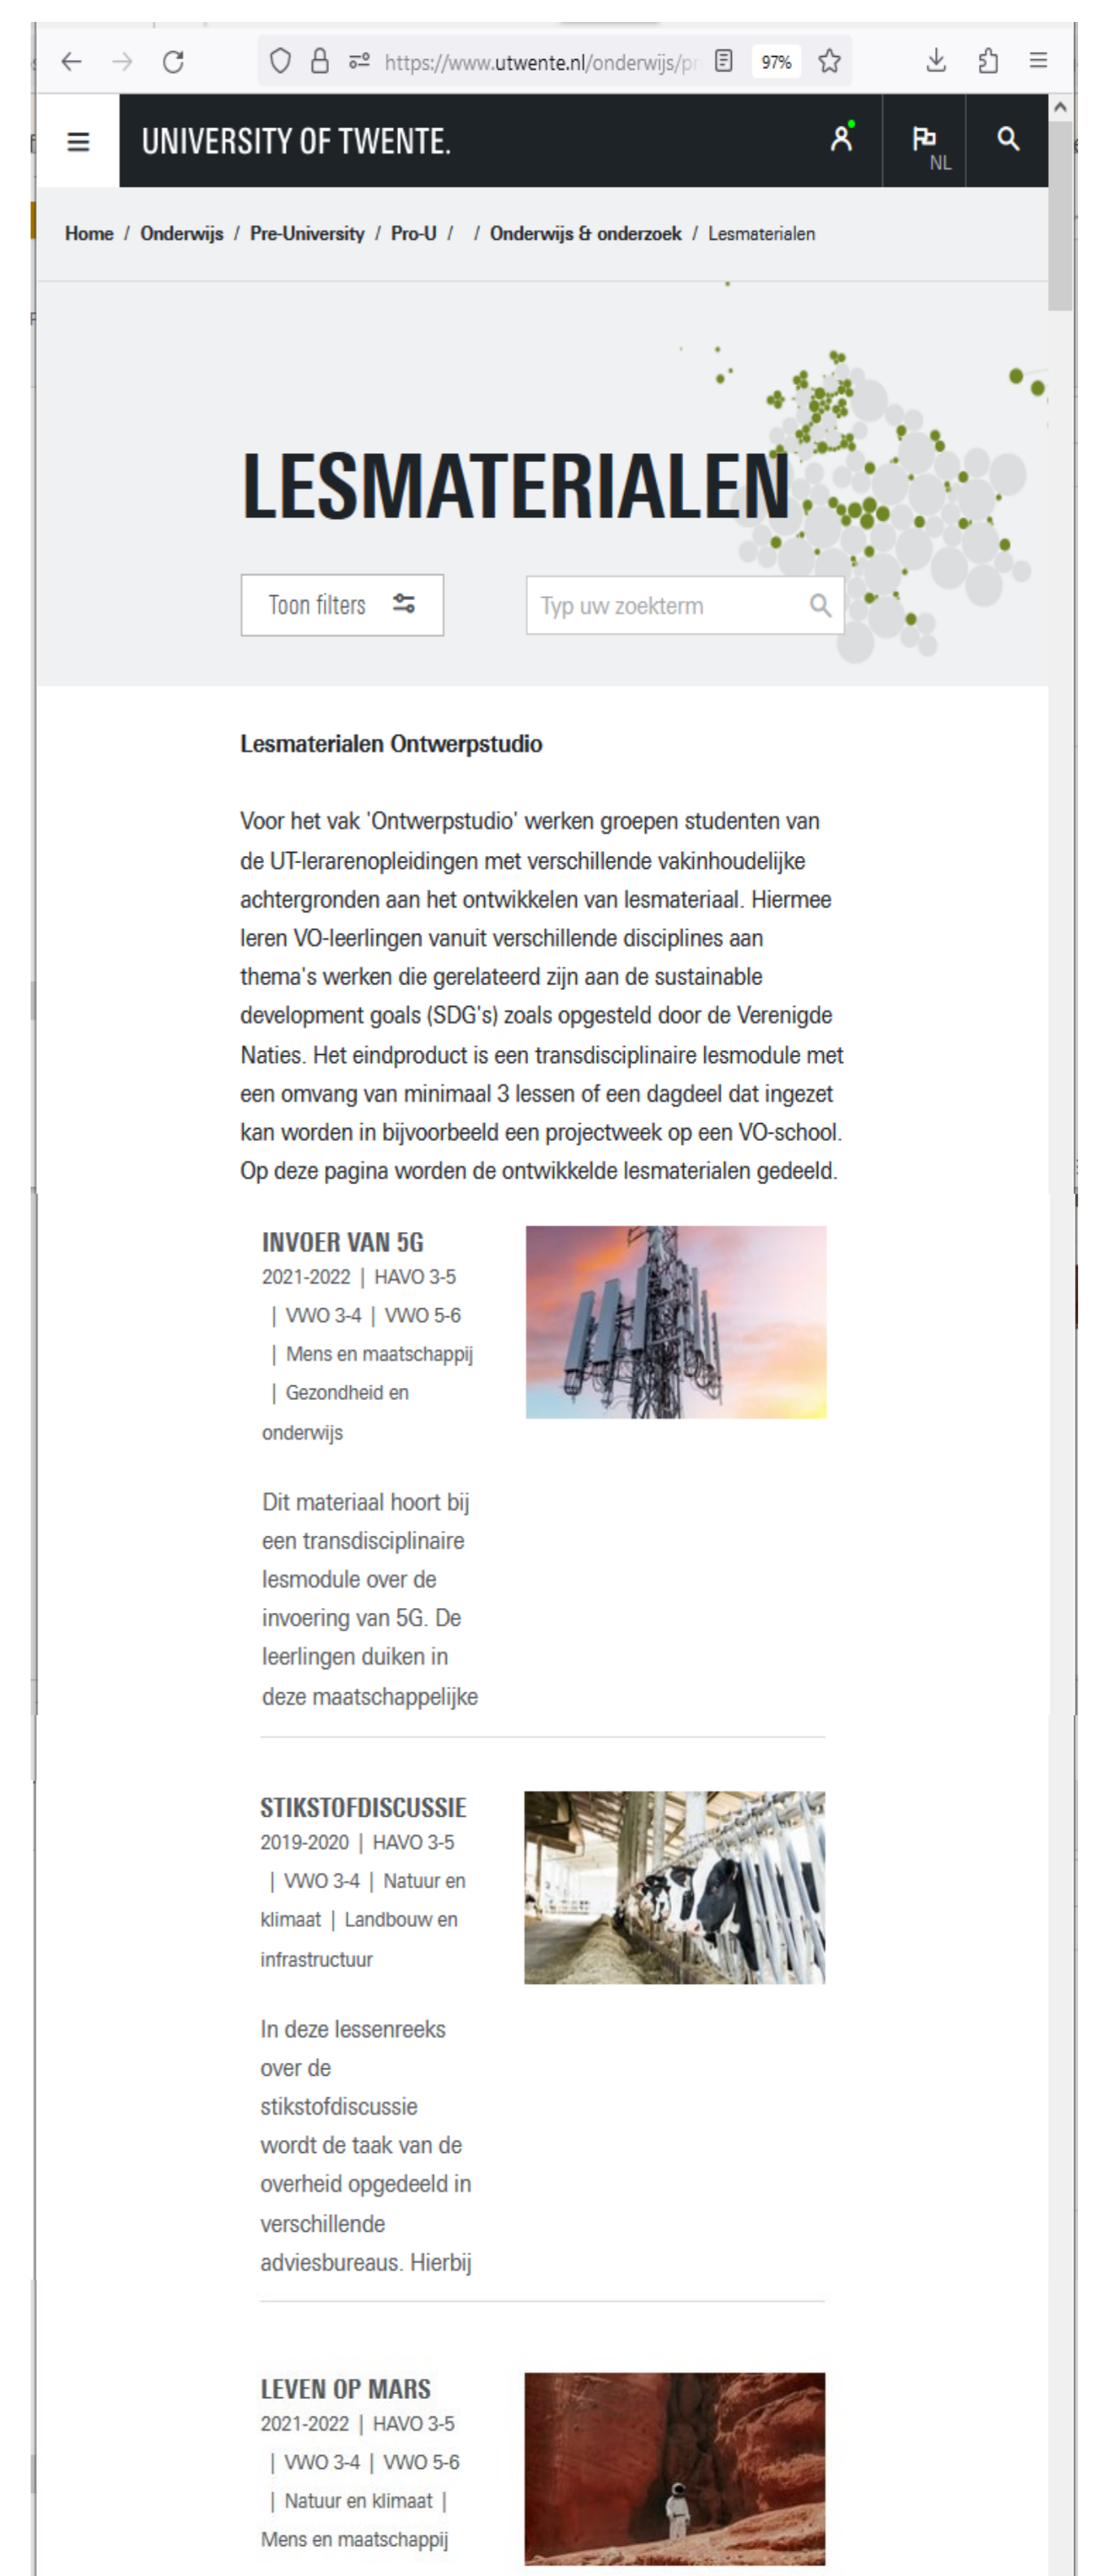 https://www.utwente.nl/onderwijs/pr
97%
UNIVERSITY OF TWENTE.
NL
Home / Onderwijs / Pre-University / Pro-U / / Onderwijs & onderzoek / Lesmaterialen
LESMATERIALEN
Toon filters
Typ uw zoekterm
Lesmaterialen Ontwerpstudio
Voor het vak 'Ontwerpstudio' werken groepen studenten van
de UT-lerarenopleidingen met verschillende vakinhoudelijke
achtergronden aan het ontwikkelen van lesmateriaal. Hiermee
leren VO-leerlingen vanuit verschillende disciplines aan
thema's werken die gerelateerd zijn aan de sustainable
development goals (SDG's) zoals opgesteld door de Verenigde
Naties. Het eindproduct is een transdisciplinaire lesmodule met
een omvang van minimaal 3 lessen of een dagdeel dat ingezet
kan worden in bijvoorbeeld een projectweek op een VO-school.
Op deze pagina worden de ontwikkelde lesmaterialen gedeeld.
INVOER VAN 5G
2021-2022 | HAVO 3-5
| VWO 3-4 | VWO 5-6
| Mens en maatschappij
| Gezondheid en
onderwijs
Dit materiaal hoort bij
een transdisciplinaire
lesmodule over de
invoering van 5G. De
leerlingen duiken in
deze maatschappelijke
STIKSTOFDISCUSSIE
2019-2020 | HAVO 3-5
| VWO 3-4 | Natuur en
klimaat | Landbouw en
infrastructuur
In deze lessenreeks
over de
stikstofdiscussie
wordt de taak van de
overheid opgedeeld in
verschillende
adviesbureaus. Hierbij
LEVEN OP MARS
2021-2022 | HAVO 3-5
| VWO 3-4 | VWO 5-6
| Natuur en klimaat |
Mens en maatschappij